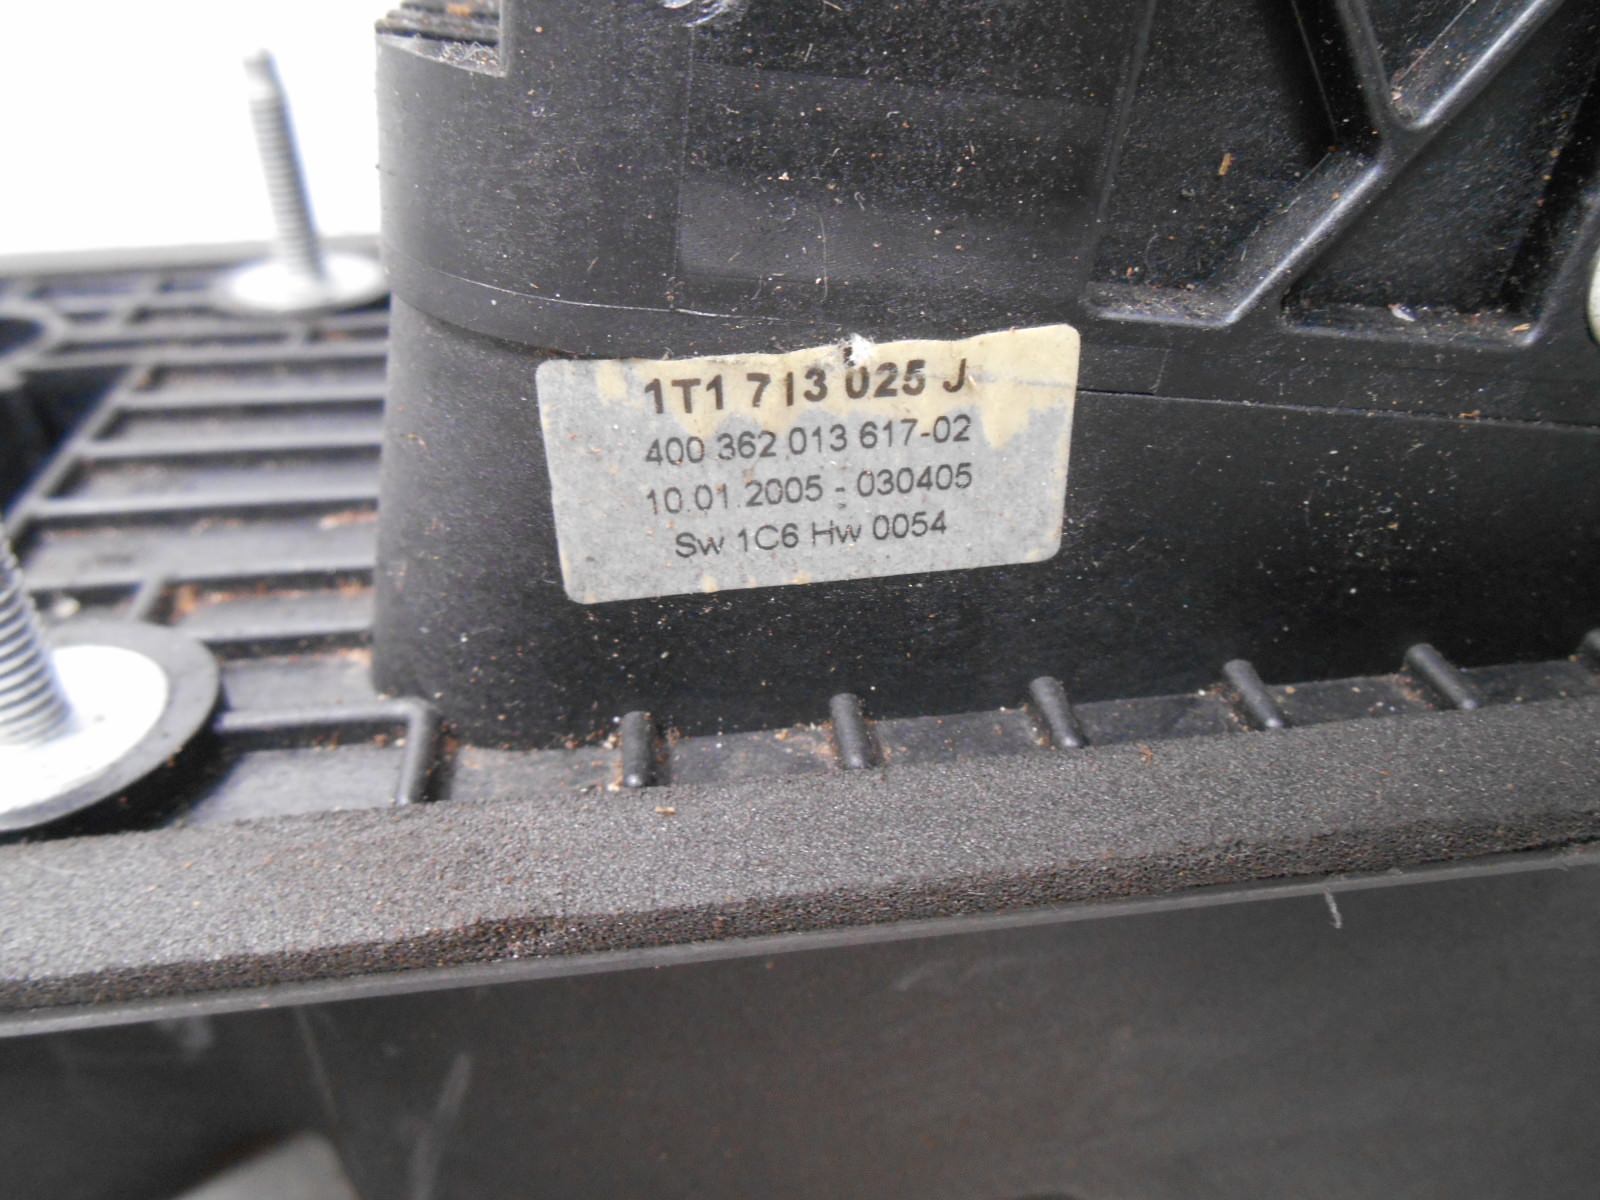 1T1 713 025 J
400 362 013 617-02
10.01.2005 - 030405
Sw 1C6 Hw 0054